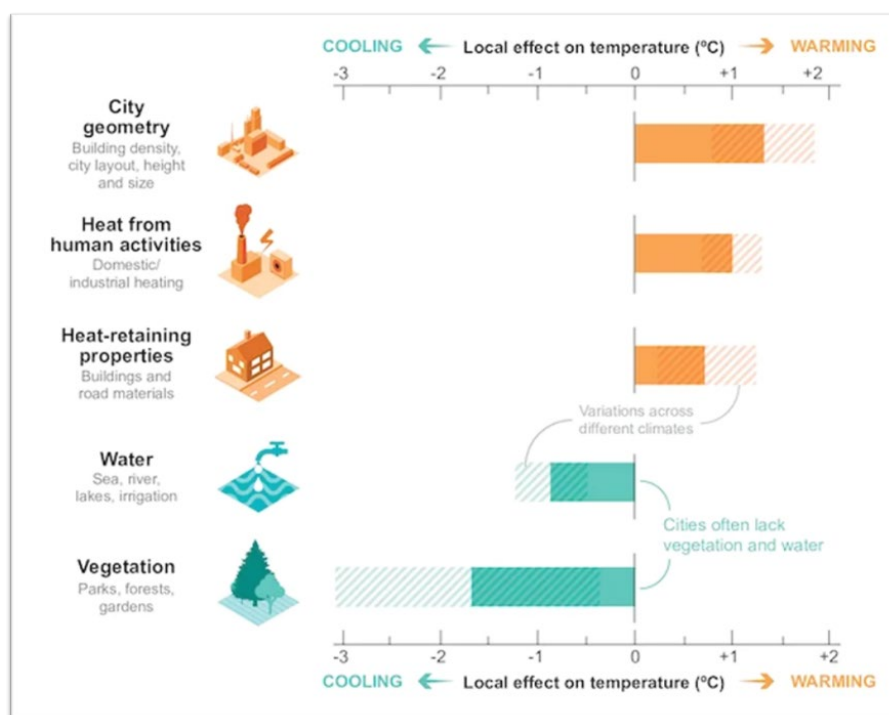 COOLING Local effect on temperature (ºC) WARMING
-3 -2 -1 0 +1 +2
City
geometry
Building density,
city layout, height
and size
Heat from
human activities
Domestic/
industrial heating
Heat-retaining
properties
Buildings and
road materials
Variations across
different climates
Water
Sea, river,
lakes, irrigation
Cities often lack
vegetation and water
Vegetation
Parks, forests,
gardens
-3 -2 -1 0 +1 +2
COOLING Local effect on temperature (ºC) WARMING